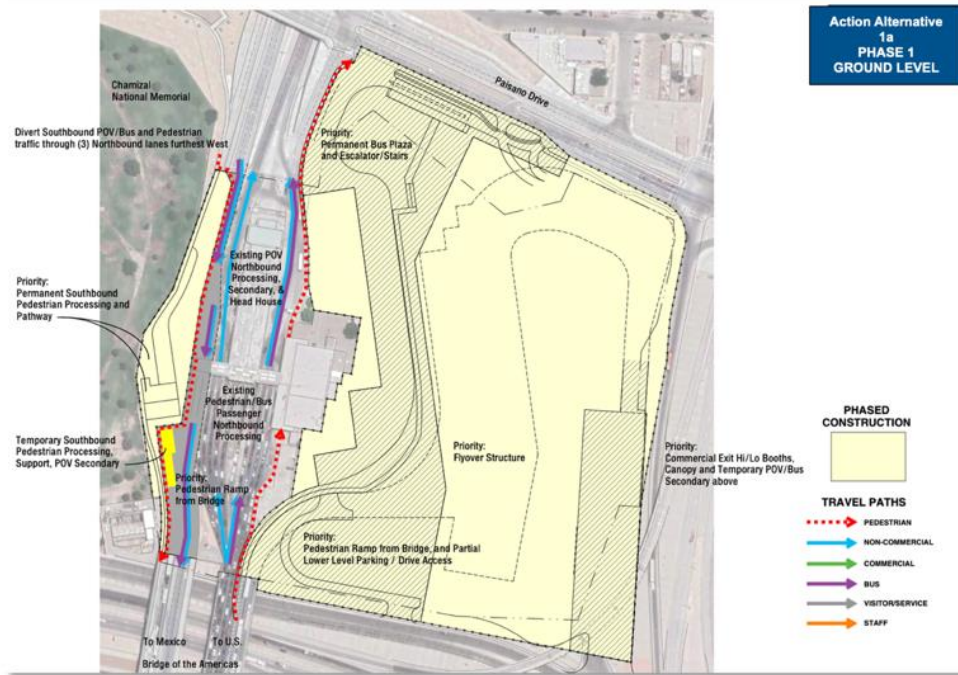 Action Alternative
1a
PHASE 1
GROUND LEVEL
Chamizal
National Memorial
Paisano Drive
Divert Southbound POV/Bus and Pedestrian
traffic through (3) Northbound lanes furthest West
Priority:
Permanent Bus Plaza
and Escalator/Stairs
Existing POV
Northbound
Processing,
Secondary, &
Head House
Priority:
Permanent Southbound
Pedestrian Processing and
Pathway
Existing
Pedestrian/Bus
Passenger
Northbound
Processing
Temporary Southbound
Pedestrian Processing,
Support, POV Secondary
Priority:
Pedestrian Ramp
from Bridge
Priority:
Flyover Structure
Priority:
Commercial Exit Hi/Lo Booths,
Canopy and Temporary POV/Bus
Secondary above
Priority:
Pedestrian Ramp from Bridge, and Partial
Lower Level Parking / Drive Access
PHASED
CONSTRUCTION
TRAVEL PATHS
PEDESTRIAN
NON-COMMERCIAL
COMMERCIAL
BUS
VISITOR/SERVICE
STAFF
To Mexico
To U.S.
Bridge of the Americas